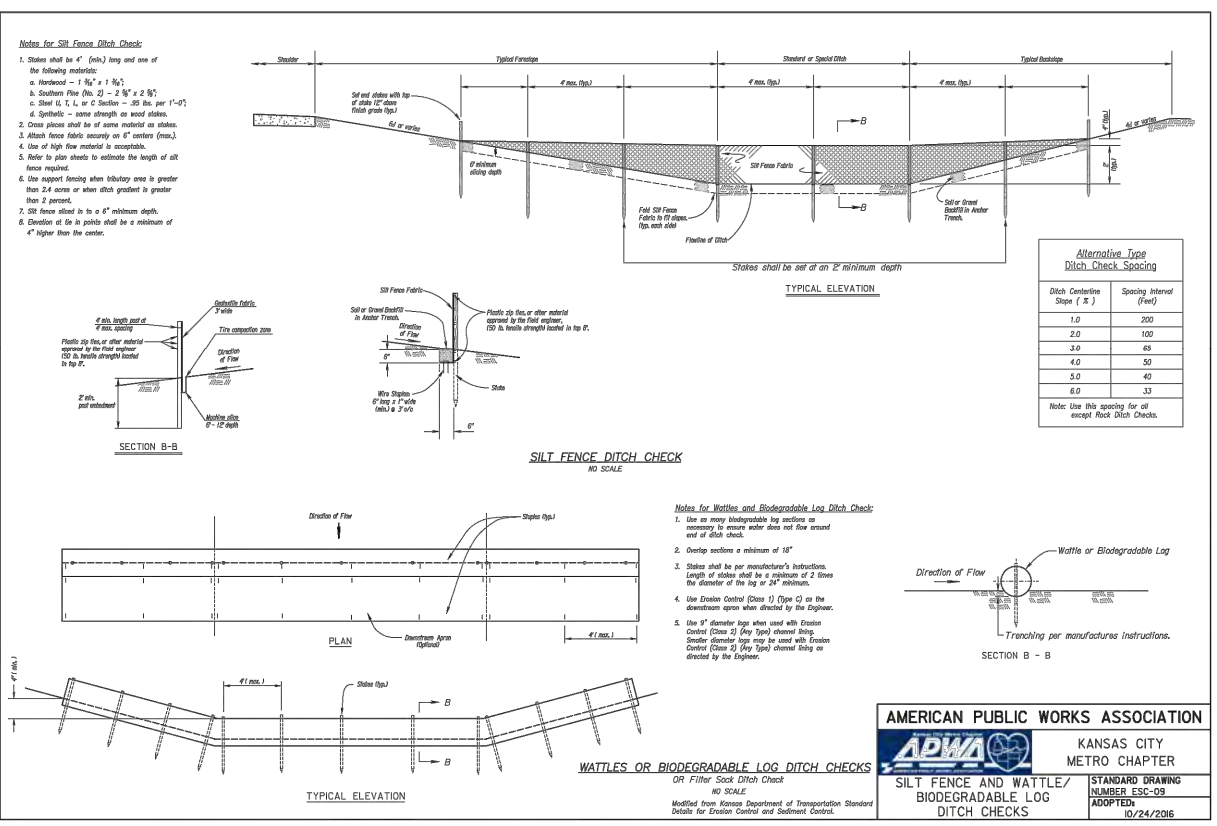 Notes for Silt Fence Ditch Check:
1. Stakes shall be 4' (min.) long and one of
the following materials:
a. Hardwood – 1 3/16" x 1 3/16";
b. Southern Pine (No. 2) – 2 5/8" x 2 5/8";
c. Steel U, T, L, or C Section – .95 lbs. per 1'-0";
d. Synthetic – same strength as wood stakes.
2. Cross pieces shall be of same material as stakes.
3. Attach fence fabric securely on 6" centers (max.).
4. Use of high flow material is acceptable.
5. Refer to plan sheets to estimate the length of silt
fence required.
6. Use support fencing when tributary area is greater
than 2.4 acres or when ditch gradient is greater
than 2 percent.
7. Silt fence sliced in to a 6" minimum depth.
8. Elevation at tie in points shall be a minimum of
4" higher than the center.
Shoulder
Typical Foreslope
Standard or Special Ditch
Typical Backslope
4' max. (typ.)
4' max. (typ.)
4' max. (typ.)
Set end stakes with top
of stake 12" above
finish grade (typ.)
6:1 or varies
B
4:1 or varies
4" (typ.)
2' (typ.)
6" minimum
slicing depth
Silt Fence Fabric
B
Fold Silt Fence
Fabric to fit slopes.
(typ. each side)
Flowline of Ditch
Soil or Gravel
Backfill in Anchor
Trench.
Stakes shall be set at an 2' minimum depth
TYPICAL ELEVATION
Alternative Type
Ditch Check Spacing
Ditch Centerline Slope ( % ) Spacing Interval (Feet)
1.0 200
2.0 100
3.0 65
4.0 50
5.0 40
6.0 33
Note: Use this spacing for all
except Rock Ditch Checks.
Geotextile fabric
3' wide
4' min. length post at
4' max. spacing
Tire compaction zone
Plastic zip ties, or other material
approved by the field engineer
(50 lb. tensile strength) located
in top 8".
Direction
of Flow
2' min.
post embedment
Machine slice
6" - 12" depth
SECTION B-B
Silt Fence Fabric
Soil or Gravel Backfill
in Anchor Trench.
Direction
of Flow
Plastic zip ties, or other material
approved by the field engineer,
(50 lb. tensile strength) located in top 8".
6"
Wire Staples
6" long x 1" wide
(min.) @ 3' o/c
Stake
6"
SILT FENCE DITCH CHECK
NO SCALE
Direction of Flow
Staples (typ.)
PLAN
Downstream Apron
(Optional)
4'( max. )
4"( min. )
4'( max. )
Stakes (typ.)
B
B
TYPICAL ELEVATION
Notes for Wattles and Biodegradable Log Ditch Check:
1. Use as many biodegradable log sections as
necessary to ensure water does not flow around
end of ditch check.
2. Overlap sections a minimum of 18"
3. Stakes shall be per manufacturer's instructions.
Length of stakes shall be a minimum of 2 times
the diameter of the log or 24" minimum.
4. Use Erosion Control (Class 1) (Type C) as the
downstream apron when directed by the Engineer.
5. Use 9" diameter logs when used with Erosion
Control (Class 2) (Any Type) channel lining.
Smaller diameter logs may be used with Erosion
Control (Class 2) (Any Type) channel lining as
directed by the Engineer.
Wattle or Biodegradable Log
Direction of Flow
Trenching per manufactures instructions.
SECTION B - B
WATTLES OR BIODEGRADABLE LOG DITCH CHECKS
OR Filter Sock Ditch Check
NO SCALE
Modified from Kansas Department of Transportation Standard
Details for Erosion Control and Sediment Control.
AMERICAN PUBLIC WORKS ASSOCIATION
Kansas City Metro Chapter
APWA
AMERICAN PUBLIC WORKS ASSOCIATION
KANSAS CITY
METRO CHAPTER
SILT FENCE AND WATTLE/
BIODEGRADABLE LOG
DITCH CHECKS
STANDARD DRAWING
NUMBER ESC-09
ADOPTED:
10/24/2016